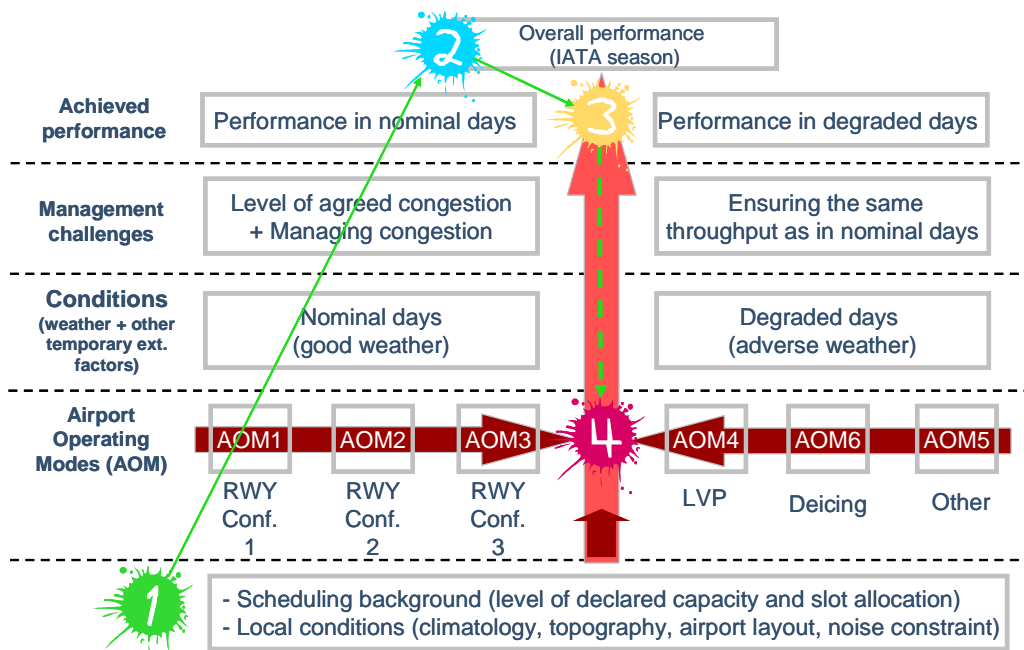 2
Overall performance
(IATA season)
Achieved
performance
Performance in nominal days
3
Performance in degraded days
Management
challenges
Level of agreed congestion
+ Managing congestion
Ensuring the same
throughput as in nominal days
Conditions
(weather + other
temporary ext.
factors)
Nominal days
(good weather)
Degraded days
(adverse weather)
Airport
Operating
Modes (AOM)
AOM1
AOM2
AOM3
4
AOM4
AOM6
AOM5
RWY
Conf.
1
RWY
Conf.
2
RWY
Conf.
3
LVP
Deicing
Other
1
- Scheduling background (level of declared capacity and slot allocation)
- Local conditions (climatology, topography, airport layout, noise constraint)